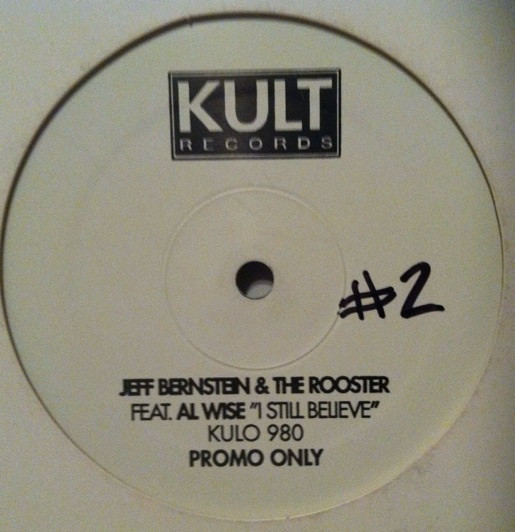 KULT
RECORDS
#2
JEFF BERNSTEIN & THE ROOSTER
FEAT. AL WISE "I STILL BELIEVE"
KULO 980
PROMO ONLY